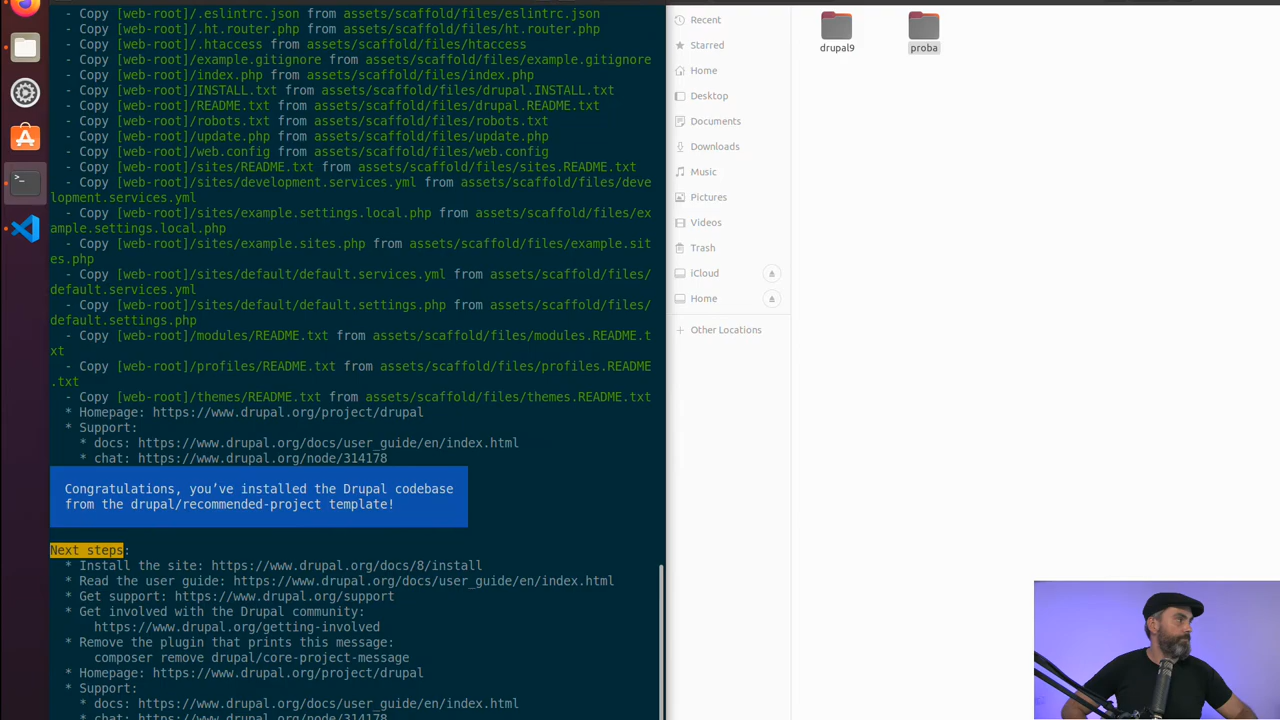 - Copy [web-root]/.eslintrc.json from assets/scaffold/files/eslintrc.json
- Copy [web-root]/.ht.router.php from assets/scaffold/files/ht.router.php
- Copy [web-root]/.htaccess from assets/scaffold/files/htaccess
- Copy [web-root]/example.gitignore from assets/scaffold/files/example.gitignore
- Copy [web-root]/index.php from assets/scaffold/files/index.php
- Copy [web-root]/INSTALL.txt from assets/scaffold/files/drupal.INSTALL.txt
- Copy [web-root]/README.txt from assets/scaffold/files/drupal.README.txt
- Copy [web-root]/robots.txt from assets/scaffold/files/robots.txt
- Copy [web-root]/update.php from assets/scaffold/files/update.php
- Copy [web-root]/web.config from assets/scaffold/files/web.config
- Copy [web-root]/sites/README.txt from assets/scaffold/files/sites.README.txt
- Copy [web-root]/sites/development.services.yml from assets/scaffold/files/deve
lopment.services.yml
- Copy [web-root]/sites/example.settings.local.php from assets/scaffold/files/ex
ample.settings.local.php
- Copy [web-root]/sites/example.sites.php from assets/scaffold/files/example.sit
es.php
- Copy [web-root]/sites/default/default.services.yml from assets/scaffold/files/
default.services.yml
- Copy [web-root]/sites/default/default.settings.php from assets/scaffold/files/
default.settings.php
- Copy [web-root]/modules/README.txt from assets/scaffold/files/modules.README.t
xt
- Copy [web-root]/profiles/README.txt from assets/scaffold/files/profiles.README
.txt
- Copy [web-root]/themes/README.txt from assets/scaffold/files/themes.README.txt
* Homepage: https://www.drupal.org/project/drupal
* Support:
* docs: https://www.drupal.org/docs/user_guide/en/index.html
* chat: https://www.drupal.org/node/314178
Congratulations, you’ve installed the Drupal codebase
from the drupal/recommended-project template!
Next steps:
* Install the site: https://www.drupal.org/docs/8/install
* Read the user guide: https://www.drupal.org/docs/user_guide/en/index.html
* Get support: https://www.drupal.org/support
* Get involved with the Drupal community:
https://www.drupal.org/getting-involved
* Remove the plugin that prints this message:
composer remove drupal/core-project-message
* Homepage: https://www.drupal.org/project/drupal
* Support:
* docs: https://www.drupal.org/docs/user_guide/en/index.html
* chat: https://www.drupal.org/node/314178
Recent
Starred
Home
Desktop
Documents
Downloads
Music
Pictures
Videos
Trash
iCloud
Home
+ Other Locations
drupal9
proba